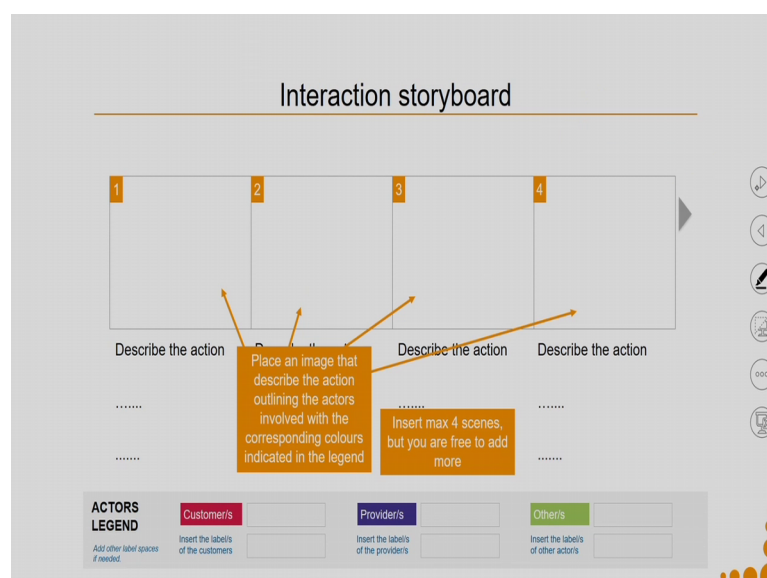 Interaction storyboard
1
2
3
4
Describe the action
Describe the action
Describe the action
Place an image that
describe the action
outlining the actors
involved with the
corresponding colours
indicated in the legend
Insert max 4 scenes,
but you are free to add
more
…....
…....
…....
.......
.......
ACTORS
LEGEND
Add other label spaces
if needed.
Customer/s
Insert the label/s
of the customers
Provider/s
Insert the label/s
of the provider/s
Other/s
Insert the label/s
of other actor/s